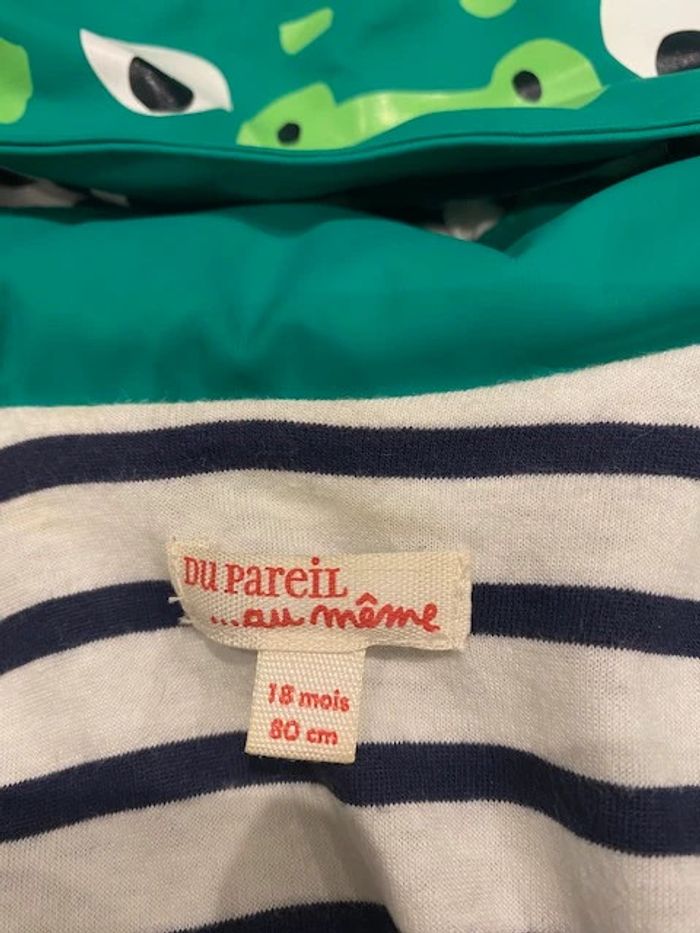 DU PAREIL
...au même
18 mois
80 cm